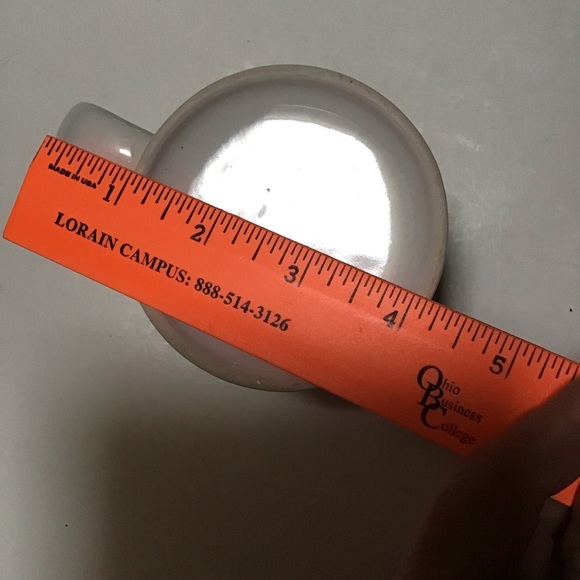 MADE IN USA
1 2 3 4 5
LORAIN CAMPUS: 888-514-3126
Ohio
Business
College